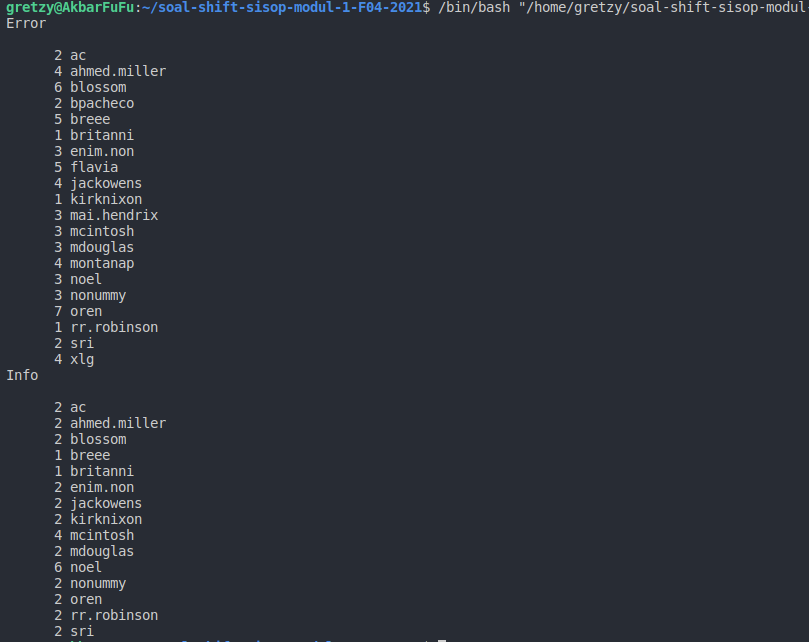 gretzy@AkbarFuFu:~/soal-shift-sisop-modul-1-F04-2021$ /bin/bash "/home/gretzy/soal-shift-sisop-modul-
Error
2 ac
4 ahmed.miller
6 blossom
2 bpacheco
5 breee
1 britanni
3 enim.non
5 flavia
4 jackowens
1 kirknixon
3 mai.hendrix
3 mcintosh
3 mdouglas
4 montanap
3 noel
3 nonummy
7 oren
1 rr.robinson
2 sri
4 xlg
Info
2 ac
2 ahmed.miller
2 blossom
1 breee
1 britanni
2 enim.non
2 jackowens
2 kirknixon
4 mcintosh
2 mdouglas
6 noel
2 nonummy
2 oren
2 rr.robinson
2 sri